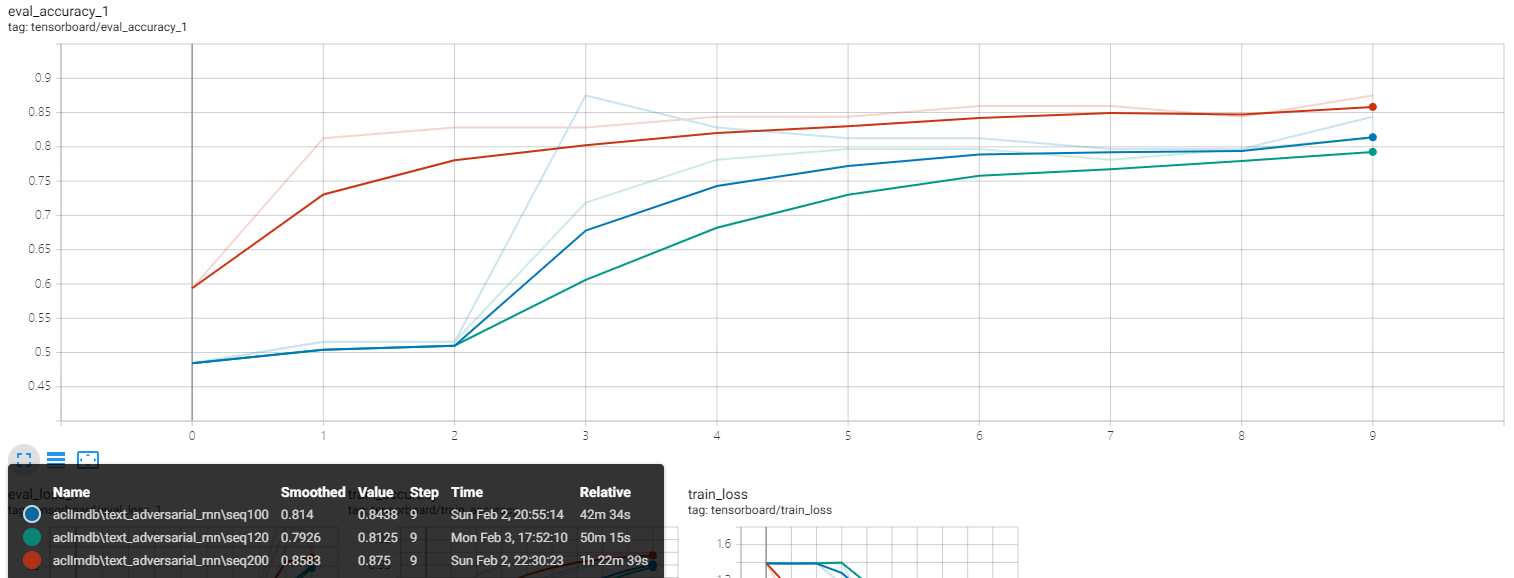 eval_accuracy_1
tag: tensorboard/eval_accuracy_1
0.9
0.85
0.8
0.75
0.7
0.65
0.6
0.55
0.5
0.45
0 1 2 3 4 5 6 7 8 9
train_loss
tag: tensorboard/train_loss
1.6
Name Smoothed Value Step Time Relative
aclImdb\text_adversarial_rnn\seq100 0.814 0.8438 9 Sun Feb 2, 20:55:14 42m 34s
aclImdb\text_adversarial_rnn\seq120 0.7926 0.8125 9 Mon Feb 3, 17:52:10 50m 15s
aclImdb\text_adversarial_rnn\seq200 0.8583 0.875 9 Sun Feb 2, 22:30:23 1h 22m 39s